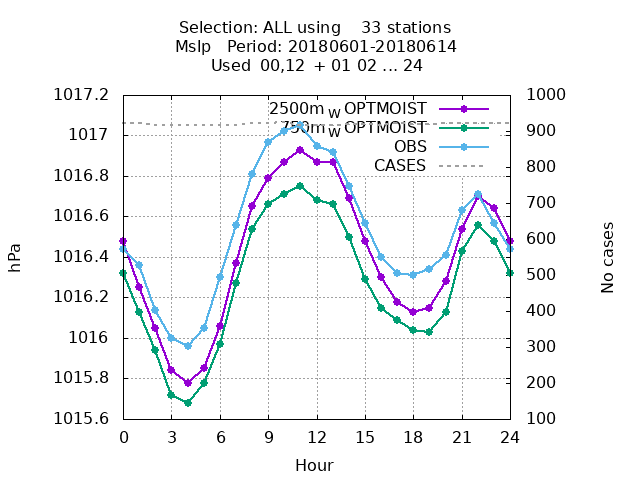 Selection: ALL using 33 stations
Mslp Period: 20180601-20180614
Used 00,12 + 01 02 ... 24
2500m W OPTMOIST
750m W OPTMOIST
OBS
CASES
1017.2
1017
1016.8
1016.6
1016.4
1016.2
1016
1015.8
1015.6
hPa
1000
900
800
700
600
500
400
300
200
100
No cases
0 3 6 9 12 15 18 21 24
Hour